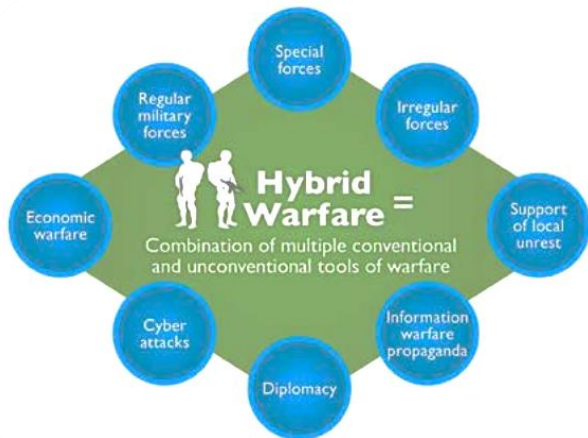 Special
forces
Regular
military
forces
Irregular
forces
Hybrid
Warfare =
Combination of multiple conventional
and unconventional tools of warfare
Economic
warfare
Support
of local
unrest
Cyber
attacks
Information
warfare
propaganda
Diplomacy